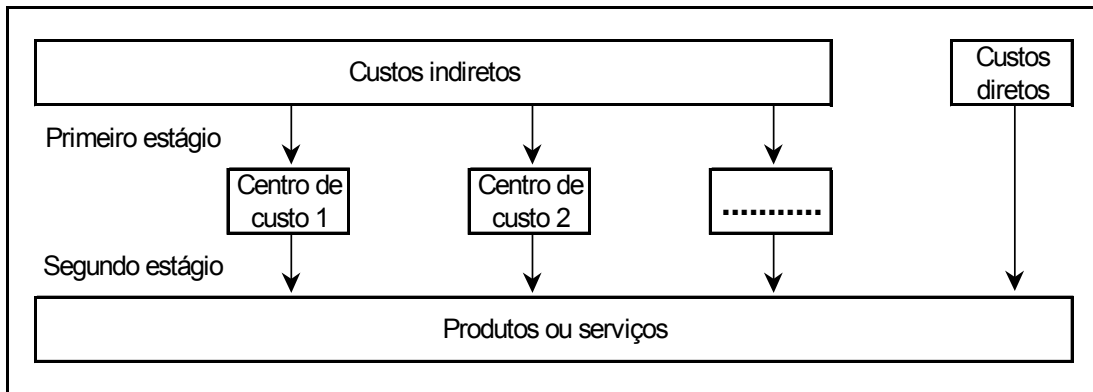 Custos indiretos
Custos
diretos
Primeiro estágio
Centro de
custo 1
Centro de
custo 2
...........
Segundo estágio
Produtos ou serviços